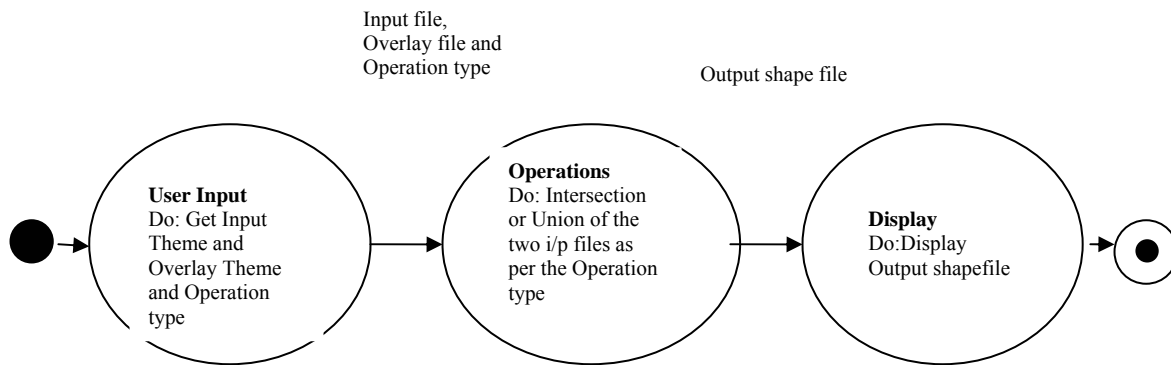 Input file,
Overlay file and
Operation type
Output shape file
User Input
Do: Get Input
Theme and
Overlay Theme
and Operation
type
Operations
Do: Intersection
or Union of the
two i/p files as
per the Operation
type
Display
Do:Display
Output shapefile